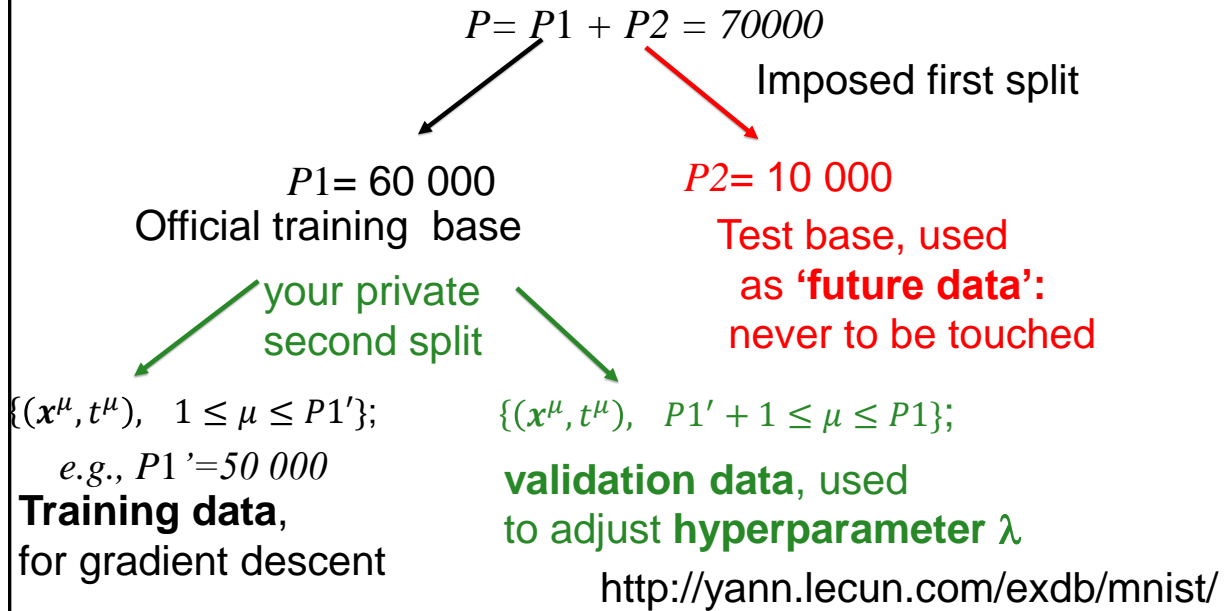 P= P1 + P2 = 70000
Imposed first split
P1= 60 000
Official training base
P2= 10 000
Test base, used
as ‘future data’:
never to be touched
your private
second split
{(𝒙^μ, t^μ), 1 ≤ μ ≤ P1′};
e.g., P1 ’=50 000
Training data,
for gradient descent
{(𝒙^μ, t^μ), P1′ + 1 ≤ μ ≤ P1};
validation data, used
to adjust hyperparameter λ
http://yann.lecun.com/exdb/mnist/